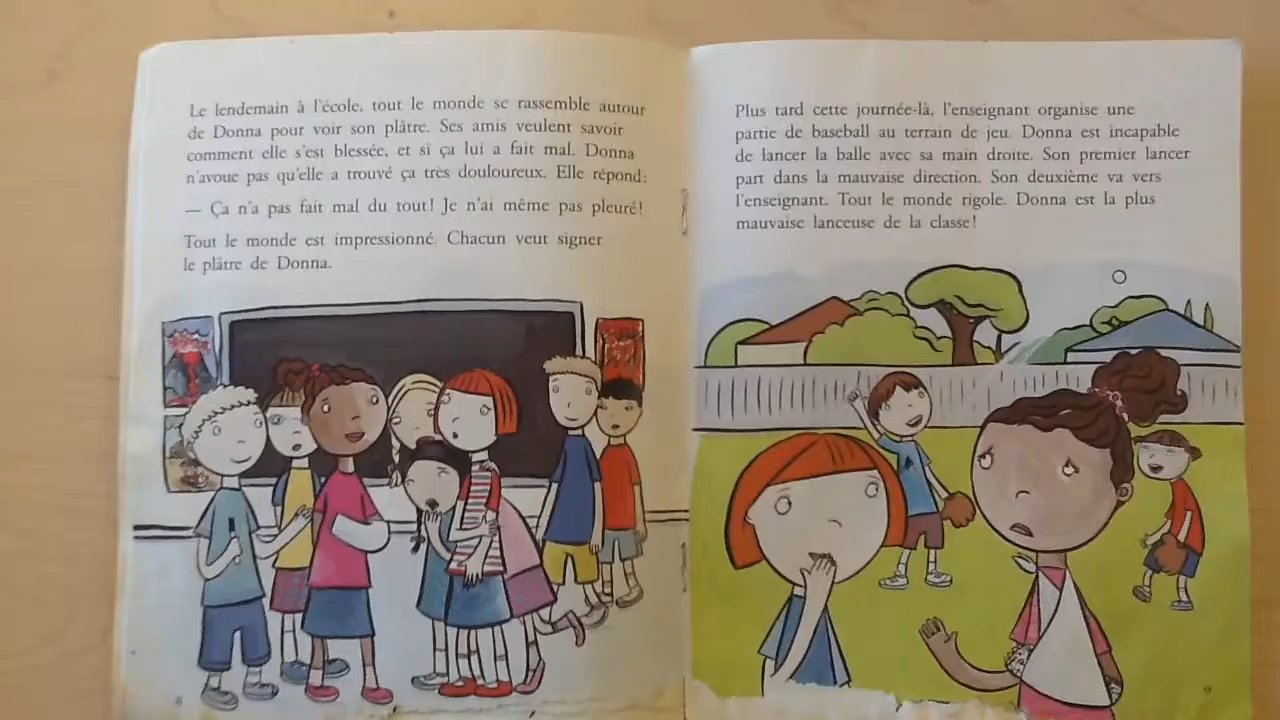 Le lendemain à l'école, tout le monde se rassemble autour
de Donna pour voir son plâtre. Ses amis veulent savoir
comment elle s'est blessée, et si ça lui a fait mal. Donna
n'avoue pas qu'elle a trouvé ça très douloureux. Elle répond:
— Ça n'a pas fait mal du tout! Je n'ai même pas pleuré!
Tout le monde est impressionné. Chacun veut signer
le plâtre de Donna.
8
Plus tard cette journée-là, l'enseignant organise une
partie de baseball au terrain de jeu. Donna est incapable
de lancer la balle avec sa main droite. Son premier lancer
part dans la mauvaise direction. Son deuxième va vers
l'enseignant. Tout le monde rigole. Donna est la plus
mauvaise lanceuse de la classe!
9